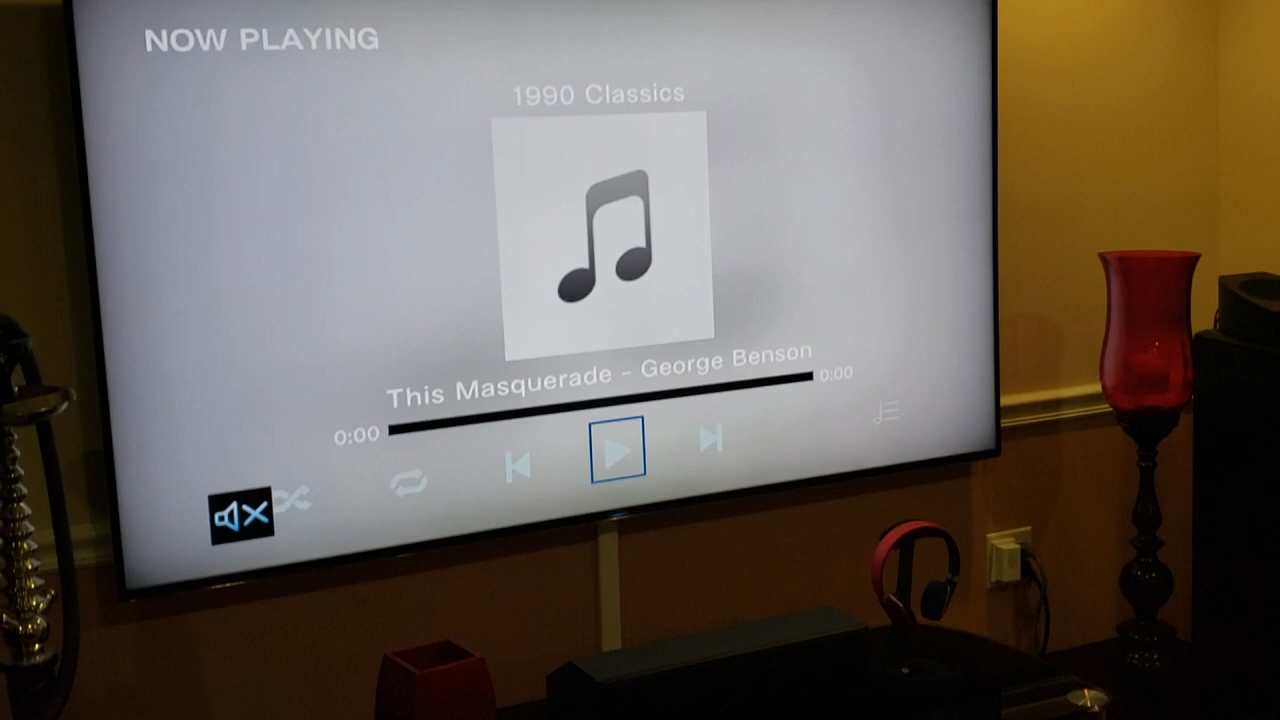 NOW PLAYING
1990 Classics
This Masquerade - George Benson
0:00
0:00